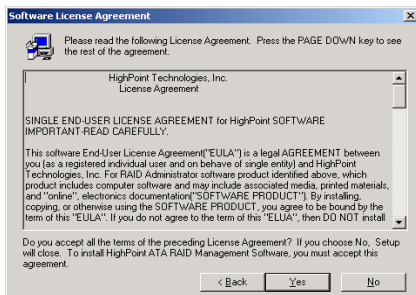 Software License Agreement
Please read the following License Agreement. Press the PAGE DOWN key to see
the rest of the agreement.
HighPoint Technologies, Inc.
License Agreement
SINGLE END-USER LICENSE AGREEMENT for HighPoint SOFTWARE
IMPORTANT-READ CAREFULLY.
This software End-User License Agreement("EULA") is a legal AGREEMENT between
you (as a registered individual user and on behave of single entity) and HighPoint
Technologies, Inc. For RAID Administrator software product identified above, which
product includes computer software and may include associated media, printed materials,
and "online", electronics documentation("SOFTWARE PRODUCT"). By installing,
copying, or otherwise using the SOFTWARE PRODUCT, you agree to be bound by the
term of this "EULA". If you do not agree to the term of this "ELUA", then DO NOT install
Do you accept all the terms of the preceding License Agreement? If you choose No, Setup
will close. To install HighPoint ATA RAID Management Software, you must accept this
agreement.
< Back Yes No